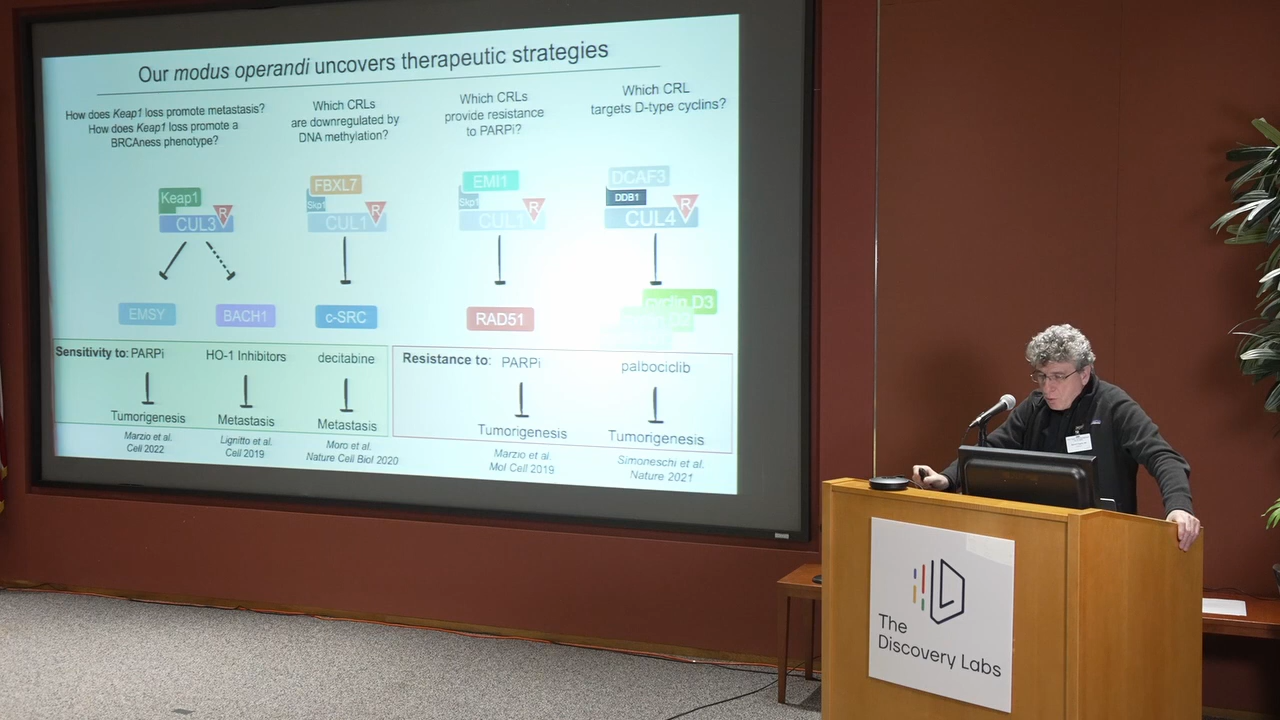 Our modus operandi uncovers therapeutic strategies
How does Keap1 loss promote metastasis?
How does Keap1 loss promote a
BRCAness phenotype?
Which CRLs
are downregulated by
DNA methylation?
Which CRLs
provide resistance
to PARPi?
Which CRL
targets D-type cyclins?
Keap1
R
CUL3
EMSY
BACH1
FBXL7
Skp1
R
CUL1
c-SRC
EMI1
Skp1
R
CUL1
RAD51
DCAF3
DDB1
R
CUL4
cyclin D3
Sensitivity to: PARPi
Tumorigenesis
Marzio et al.
Cell 2022
HO-1 Inhibitors
Metastasis
Lignitto et al.
Cell 2019
decitabine
Metastasis
Moro et al.
Nature Cell Biol 2020
Resistance to: PARPi
Tumorigenesis
Marzio et al.
Mol Cell 2019
palbociclib
Tumorigenesis
Simoneschi et al.
Nature 2021
The
Discovery Labs